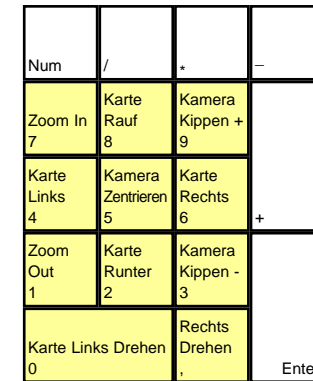 Num / * –
Zoom In
7
Karte
Rauf
8
Kamera
Kippen +
9
Karte
Links
4
Kamera
Zentrieren
5
Karte
Rechts
6
+
Zoom
Out
1
Karte
Runter
2
Kamera
Kippen -
3
Karte Links Drehen
0
Rechts
Drehen
,
Ente